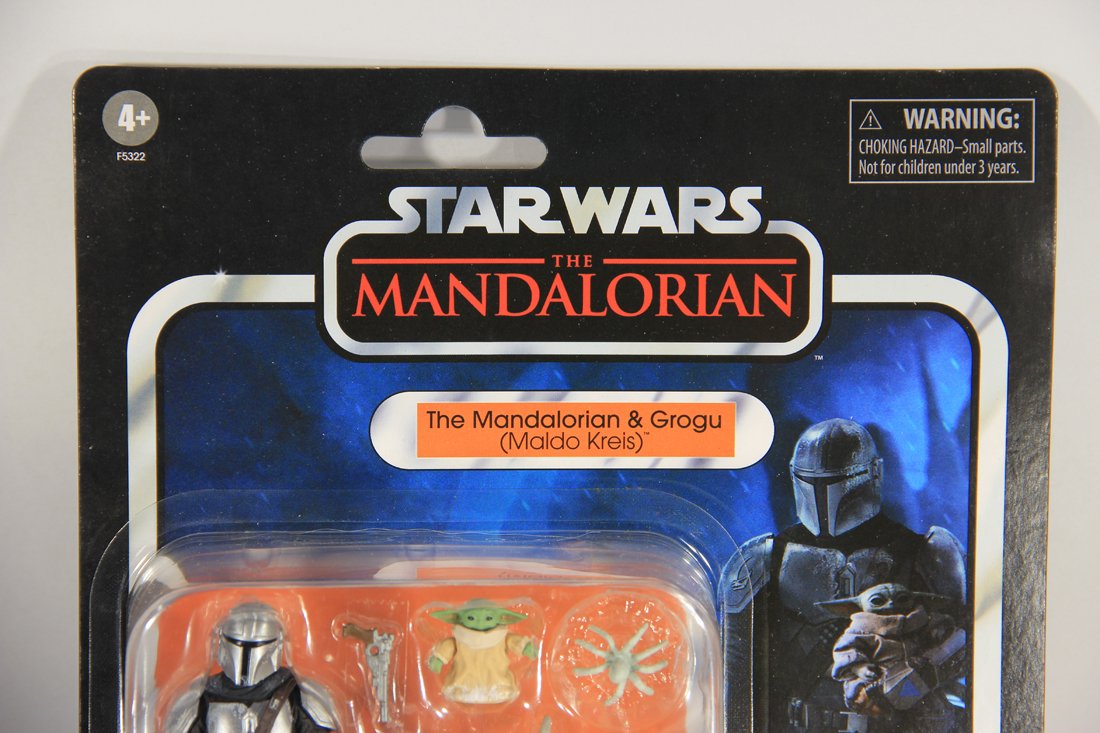 4+
F5322
⚠ WARNING:
CHOKING HAZARD–Small parts.
Not for children under 3 years.
STAR WARS
THE
MANDALORIAN
™
The Mandalorian & Grogu
(Maldo Kreis)™